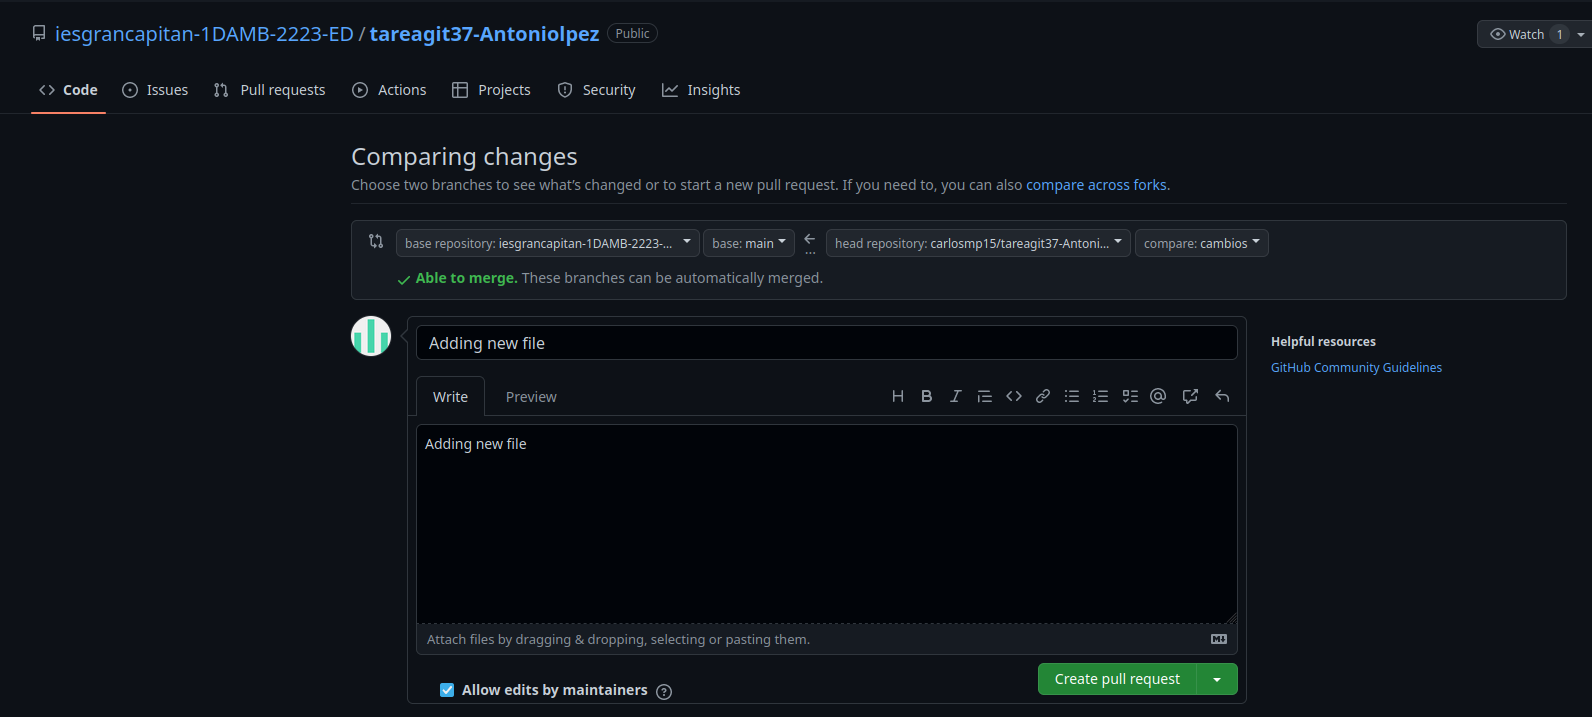 iesgrancapitan-1DAMB-2223-ED / tareagit37-Antoniolpez Public
Watch 1
Code Issues Pull requests Actions Projects Security Insights
Comparing changes
Choose two branches to see what's changed or to start a new pull request. If you need to, you can also compare across forks.
base repository: iesgrancapitan-1DAMB-2223-... base: main ... head repository: carlosmp15/tareagit37-Antoni... compare: cambios
Able to merge. These branches can be automatically merged.
Adding new file
Helpful resources
GitHub Community Guidelines
Write Preview
Adding new file
Attach files by dragging & dropping, selecting or pasting them.
Allow edits by maintainers
Create pull request